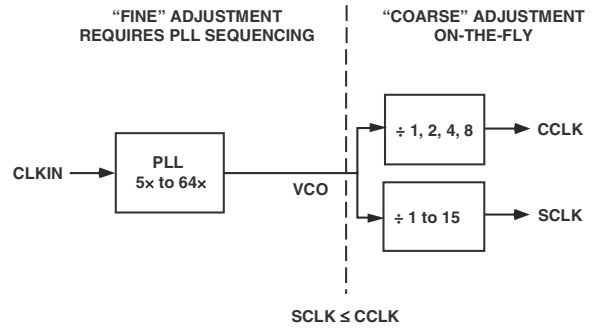 “FINE” ADJUSTMENT
REQUIRES PLL SEQUENCING
“COARSE” ADJUSTMENT
ON-THE-FLY
CLKIN
PLL
5× to 64×
VCO
÷ 1, 2, 4, 8
CCLK
÷ 1 to 15
SCLK
SCLK ≤ CCLK